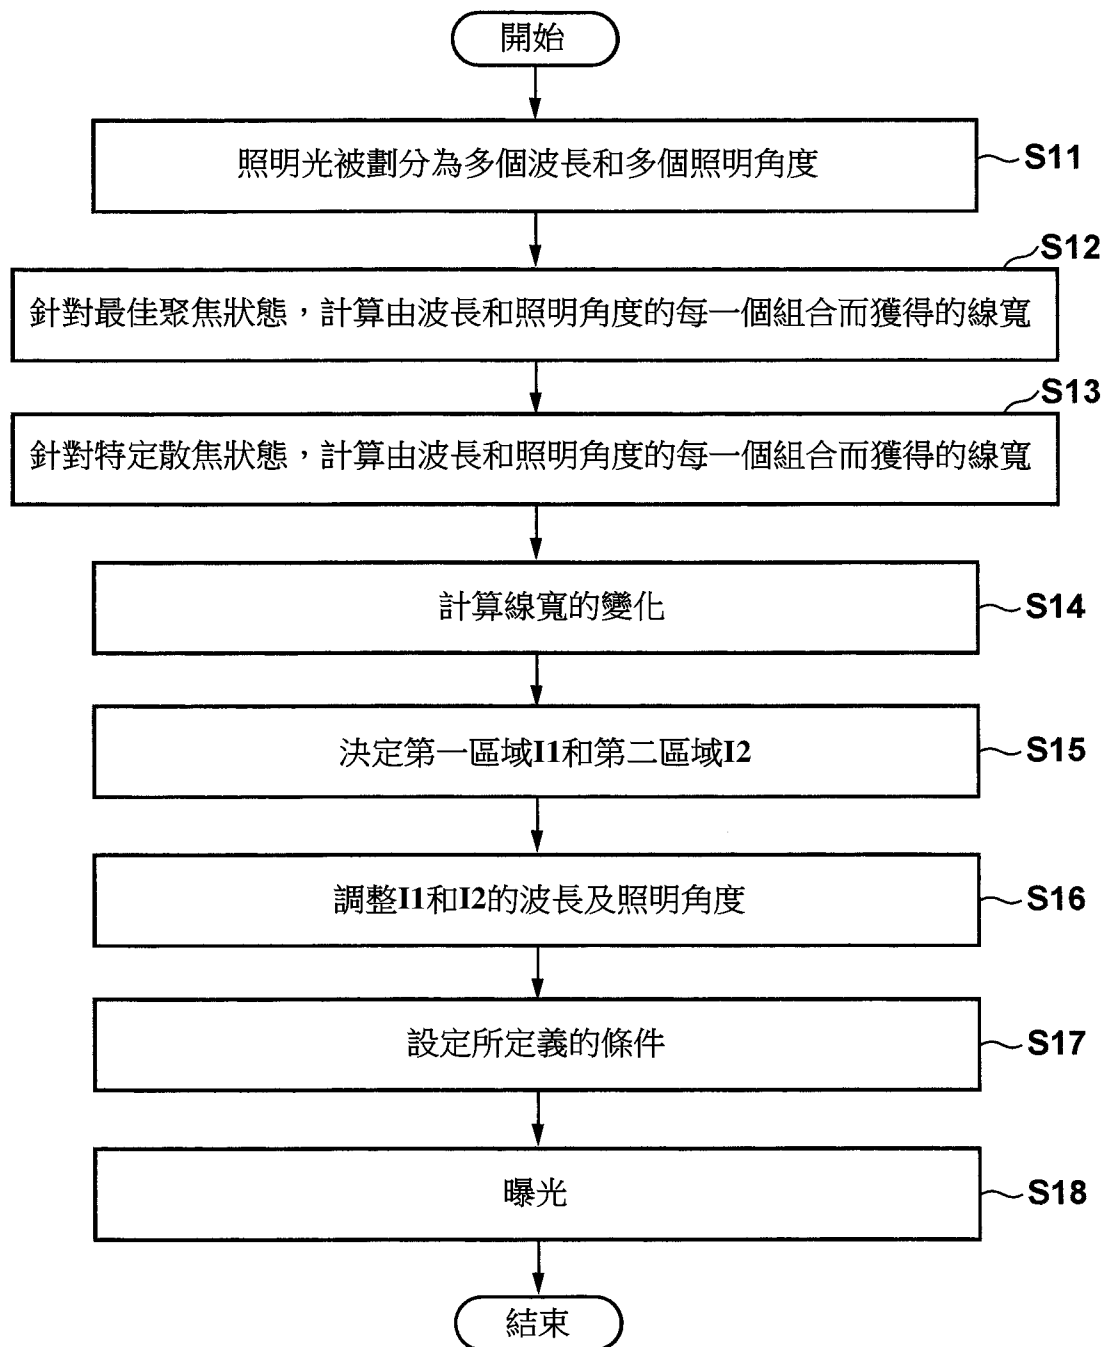 開始
照明光被劃分為多個波長和多個照明角度
S11
S12
針對最佳聚焦狀態，計算由波長和照明角度的每一個組合而獲得的線寬
S13
針對特定散焦狀態，計算由波長和照明角度的每一個組合而獲得的線寬
計算線寬的變化
S14
決定第一區域I1和第二區域I2
S15
調整I1和I2的波長及照明角度
S16
設定所定義的條件
S17
曝光
S18
結束